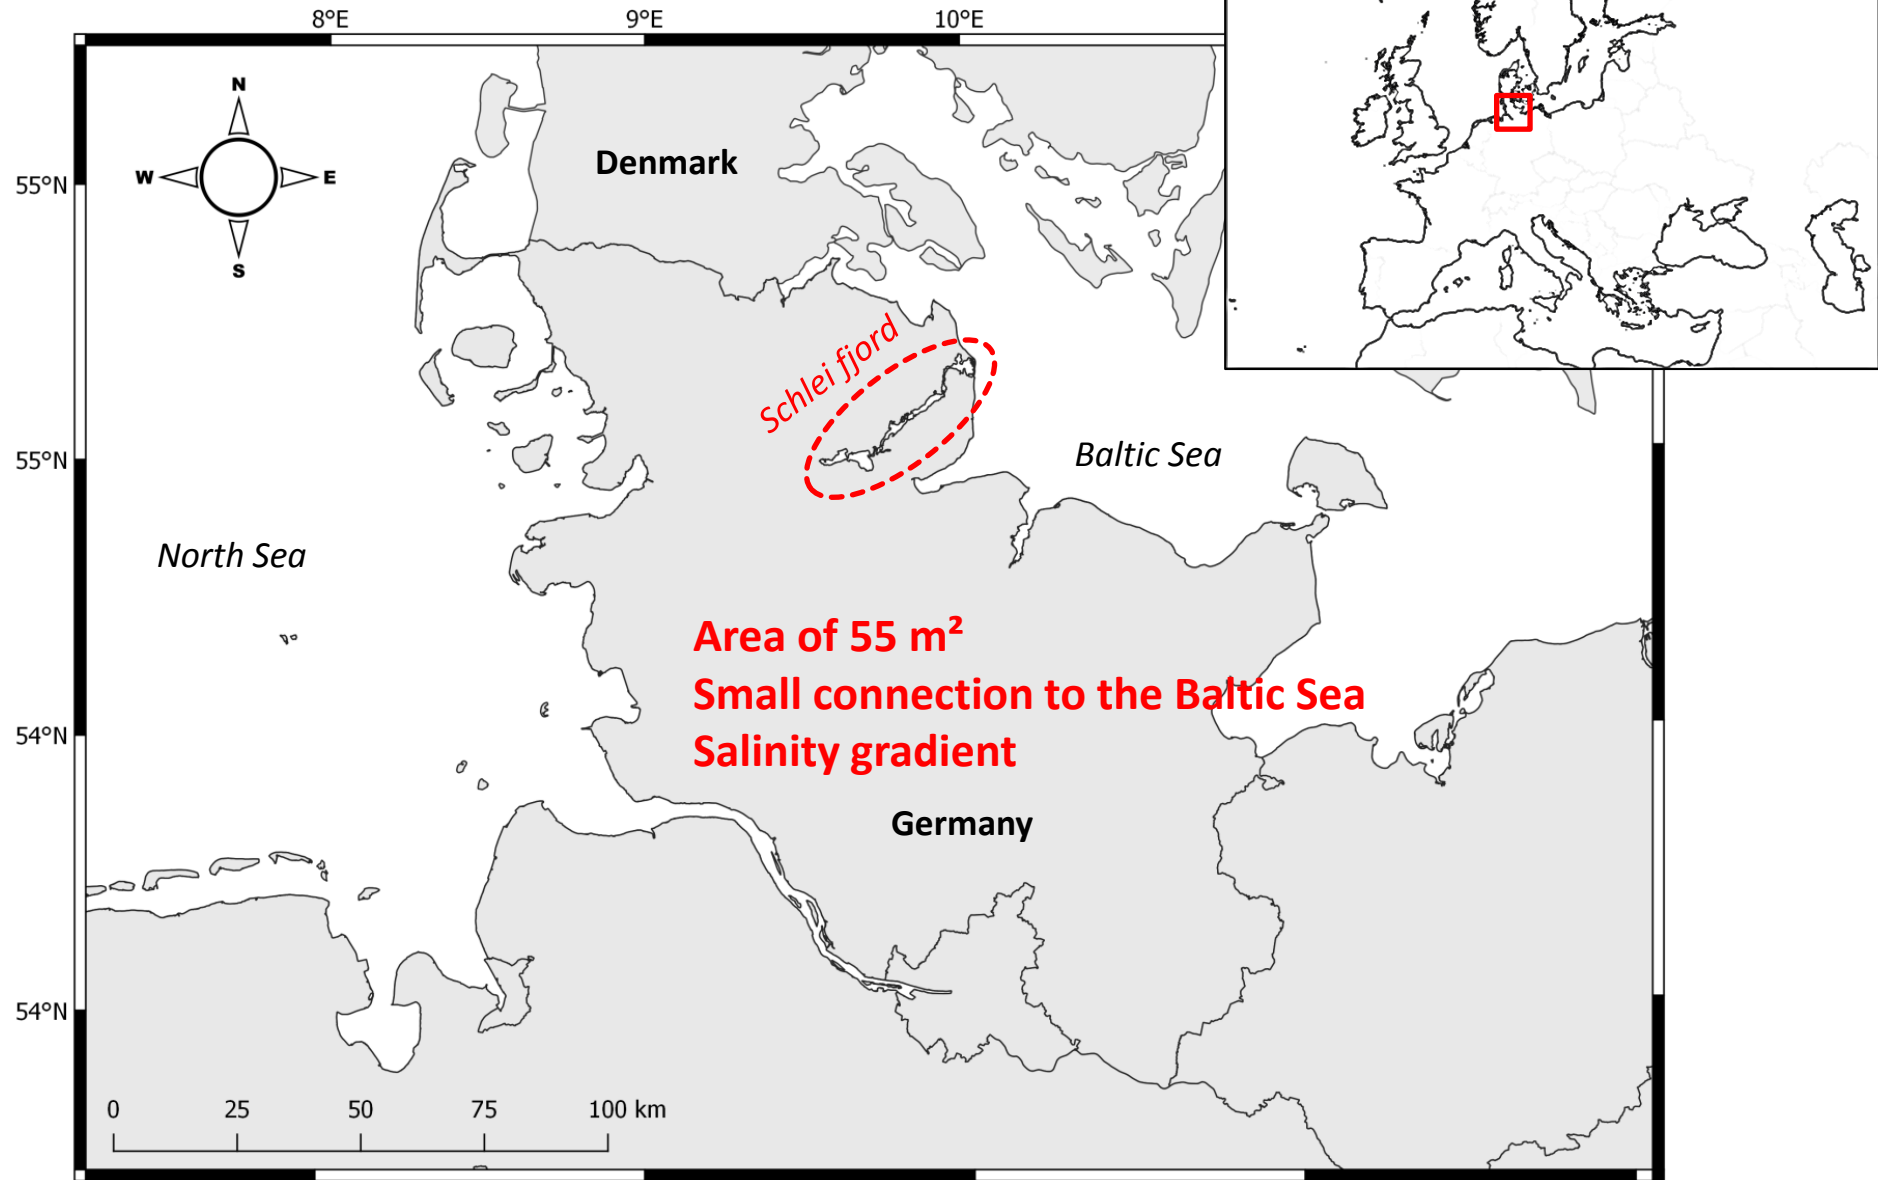 8°E 9°E 10°E
N
W E
S
Denmark
55°N
Schlei fjord
55°N
Baltic Sea
North Sea
Area of 55 m²
Small connection to the Baltic Sea
Salinity gradient
54°N
Germany
54°N
0 25 50 75 100 km